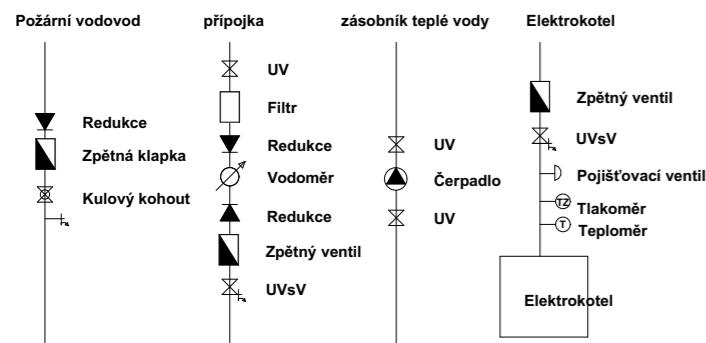 Požární vodovod
Redukce
Zpětná klapka
Kulový kohout
přípojka
UV
Filtr
Redukce
Vodoměr
Redukce
Zpětný ventil
UVsV
zásobník teplé vody
UV
Čerpadlo
UV
Elektrokotel
Zpětný ventil
UVsV
Pojišťovací ventil
TZ Tlakoměr
T Teploměr
Elektrokotel